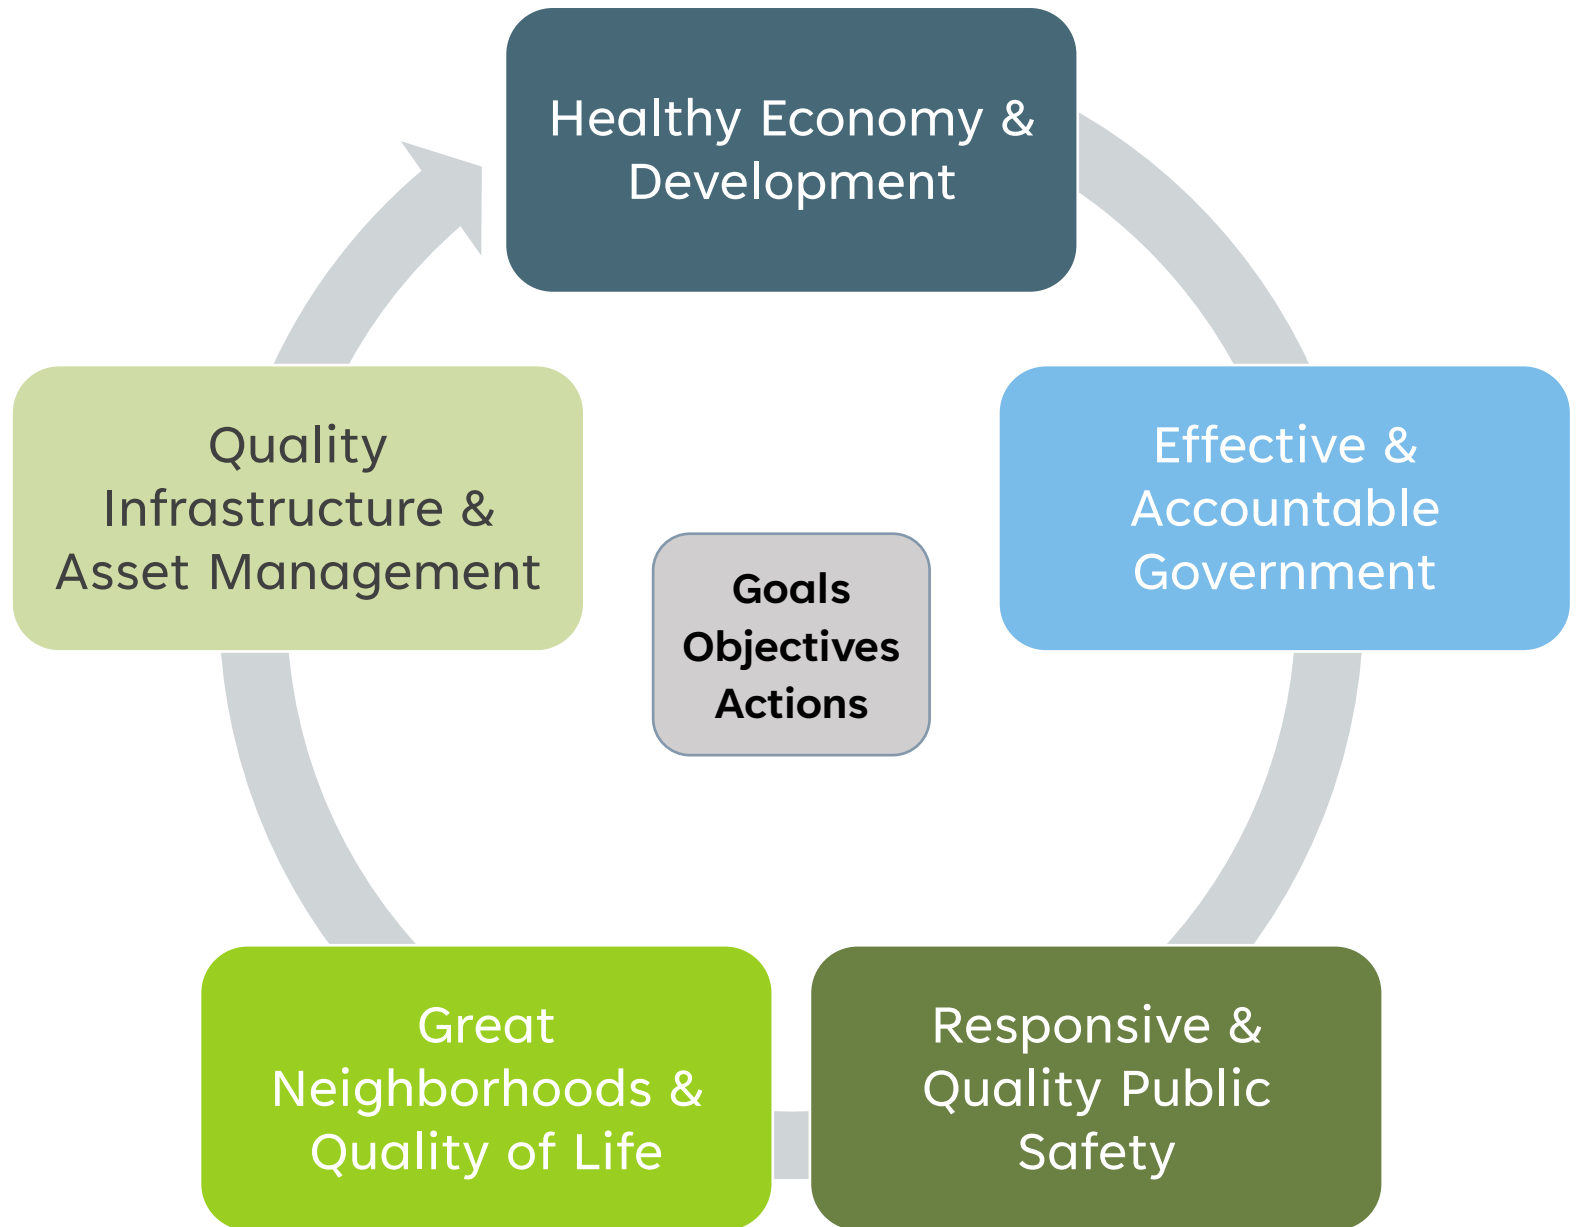 Healthy Economy &
Development
Effective &
Accountable
Government
Responsive &
Quality Public
Safety
Great
Neighborhoods &
Quality of Life
Quality
Infrastructure &
Asset Management
Goals
Objectives
Actions